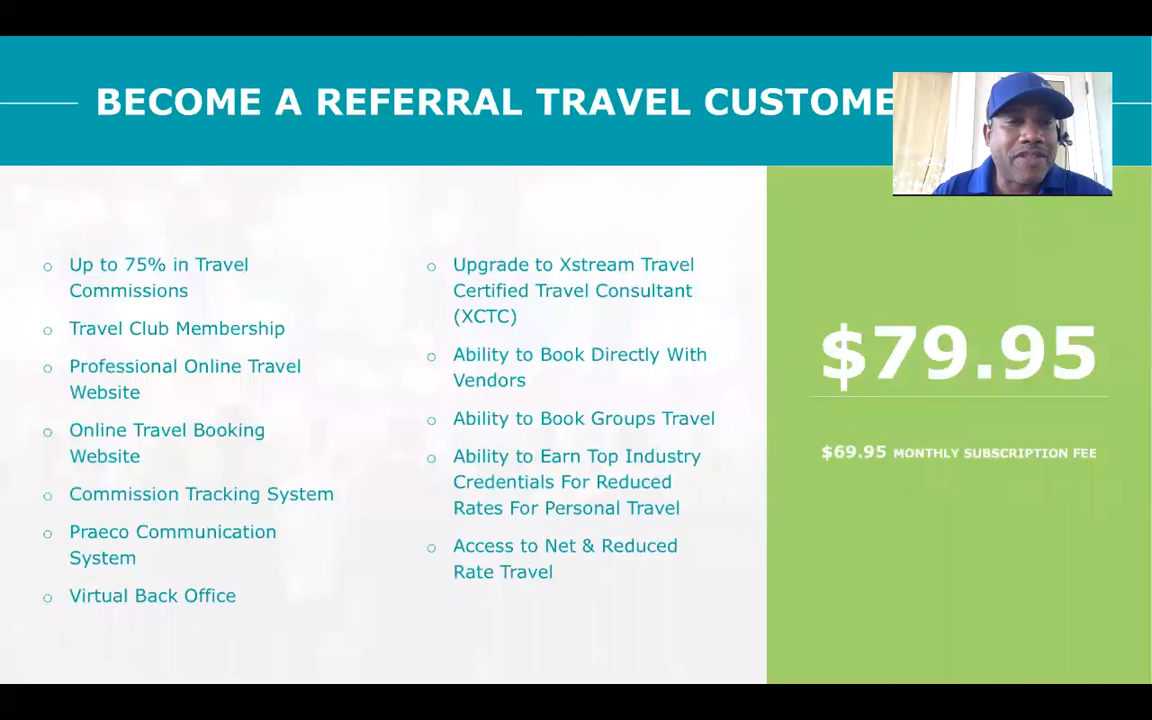 BECOME A REFERRAL TRAVEL CUSTOME
Up to 75% in Travel
Commissions
Travel Club Membership
Professional Online Travel
Website
Online Travel Booking
Website
Commission Tracking System
Praeco Communication
System
Virtual Back Office
Upgrade to Xstream Travel
Certified Travel Consultant
(XCTC)
Ability to Book Directly With
Vendors
Ability to Book Groups Travel
Ability to Earn Top Industry
Credentials For Reduced
Rates For Personal Travel
Access to Net & Reduced
Rate Travel
$79.95
$69.95 MONTHLY SUBSCRIPTION FEE